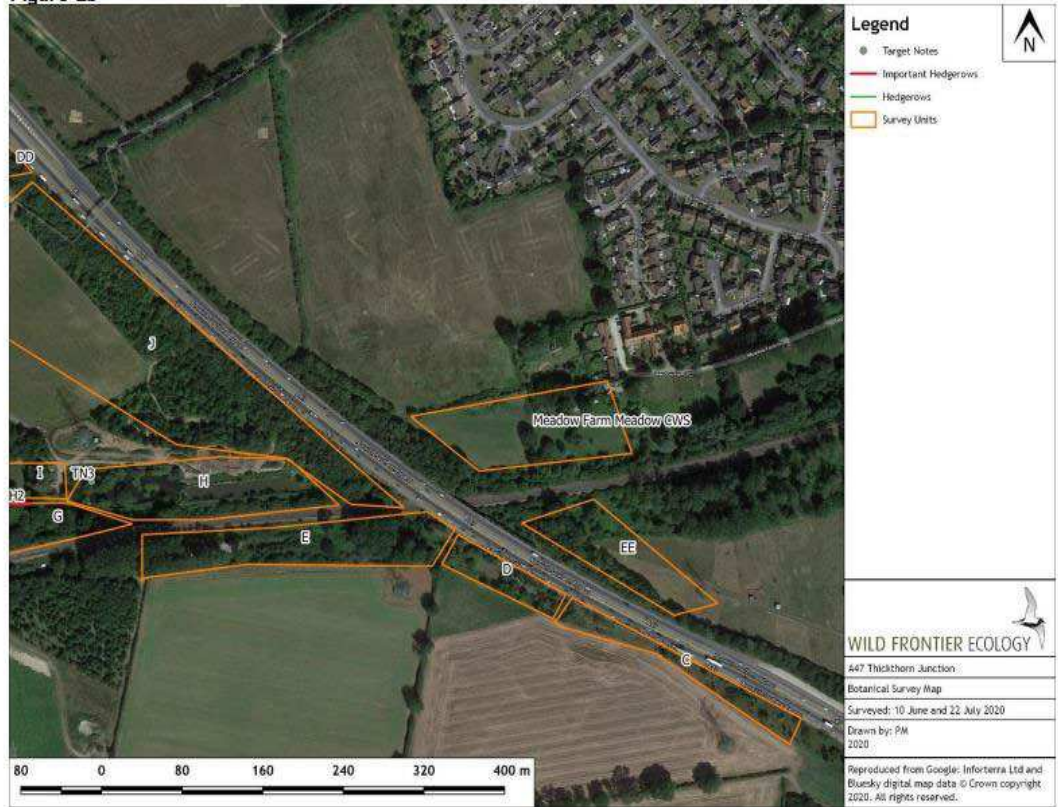 Legend
Target Notes
Important Hedgerows
Hedgerows
Survey Units
N
DD
J
Meadow Farm Meadow CWS
I
TN3
H
H2
G
E
EE
D
C
80 0 80 160 240 320 400 m
WILD FRONTIER ECOLOGY
A47 Thickthorn Junction
Botanical Survey Map
Surveyed: 10 June and 22 July 2020
Drawn by: PM
2020
Reproduced from Google: Infoterra Ltd and
Bluesky digital map data © Crown copyright
2020. All rights reserved.